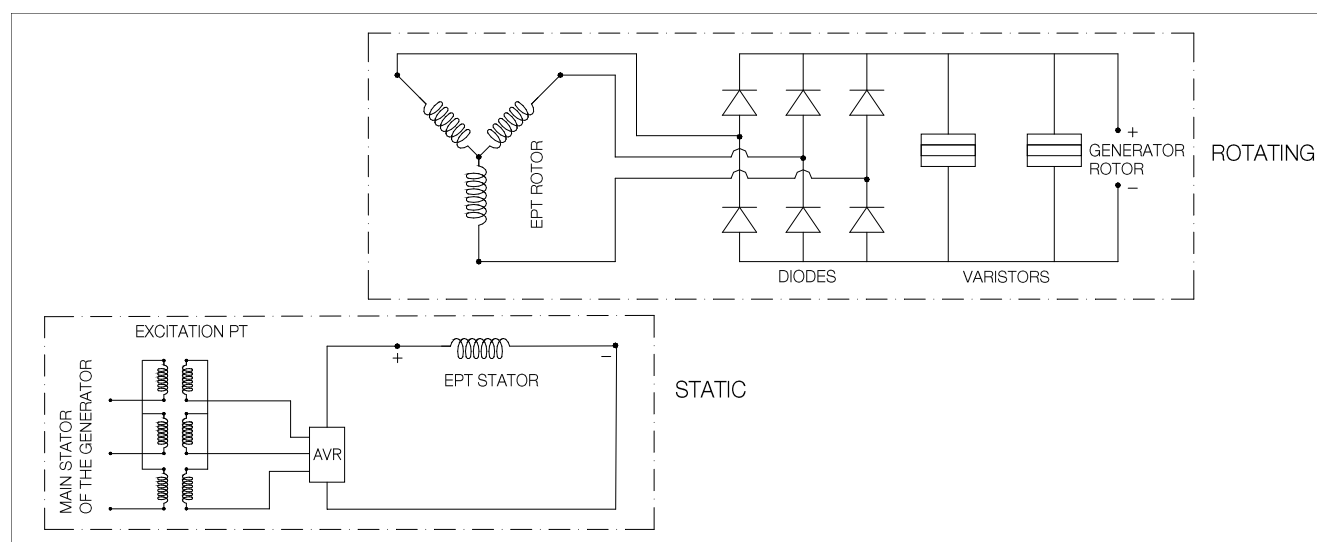 EPT ROTOR
DIODES
VARISTORS
+
GENERATOR
ROTOR
−
ROTATING
EXCITATION PT
MAIN STATOR
OF THE GENERATOR
AVR
+
−
EPT STATOR
STATIC